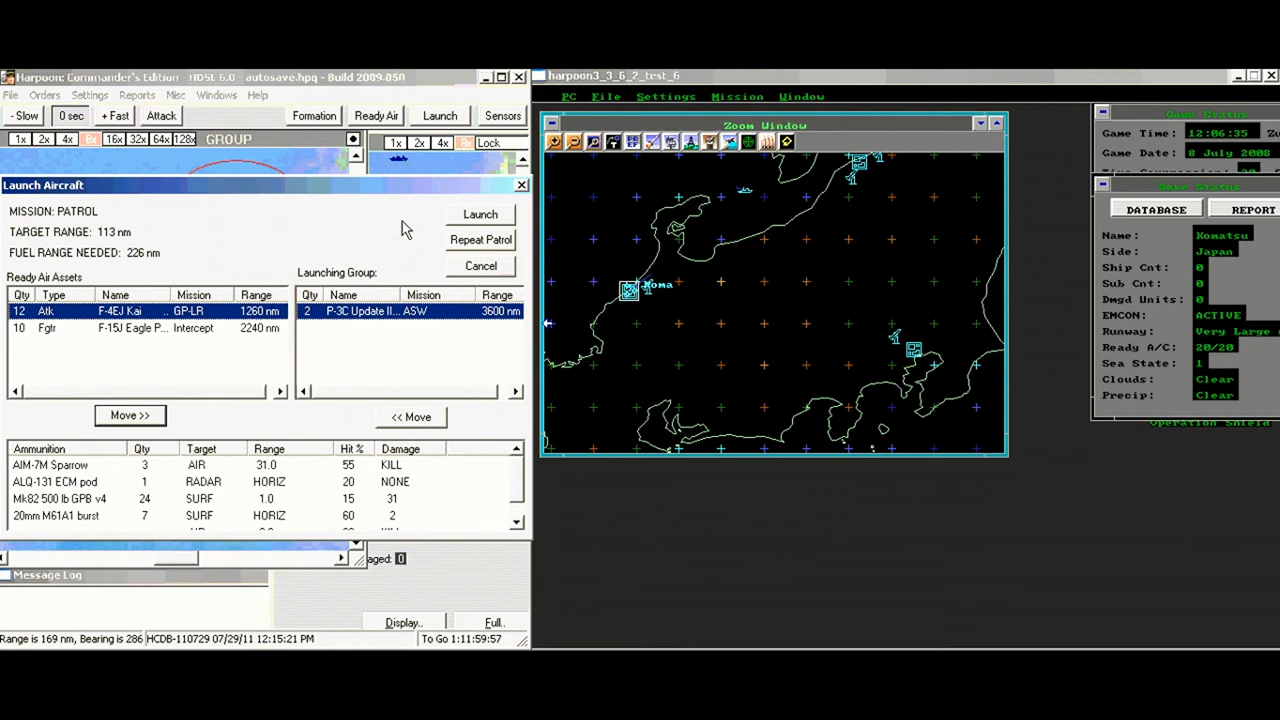 Harpoon: Commander's Edition - HDSL 6.0 - autosave.hpq - Build 2009.050
File Orders Settings Reports Misc Windows Help
- Slow 0 sec + Fast Attack Formation Ready Air Launch Sensors
1x 2x 4x 8x 16x 32x 64x 128x GROUP 1x 2x 4x 8x Lock
Launch Aircraft
MISSION: PATROL
TARGET RANGE: 113 nm
FUEL RANGE NEEDED: 226 nm
Launch
Repeat Patrol
Cancel
Ready Air Assets
Launching Group:
Qty Type Name Mission Range
12 Atk F-4EJ Kai ... GP-LR 1260 nm
10 Fgtr F-15J Eagle P... Intercept 2240 nm
Qty Name Mission Range
2 P-3C Update II... ASW 3600 nm
Move >>
<< Move
Ammunition Qty Target Range Hit % Damage
AIM-7M Sparrow 3 AIR 31.0 55 KILL
ALQ-131 ECM pod 1 RADAR HORIZ 20 NONE
Mk82 500 lb GPB v4 24 SURF 1.0 15 31
20mm M61A1 burst 7 SURF HORIZ 60 2
aged: 0
Message Log
Display.. Full..
Range is 169 nm, Bearing is 286 HCDB-110729 07/29/11 12:15:21 PM To Go 1:11:59:57
harpoon3_3_6_2_test_6
PC File Settings Mission Window
Zoom Window
Koma
Game Status
Game Time: 12:06:35
Game Date: 8 July 2008
Base Status
DATABASE REPORT
Name: Komatsu
Side: Japan
Ship Cnt: 0
Sub Cnt: 0
Dmgd Units: 0
EMCON: ACTIVE
Runway: Very Large
Ready A/C: 20/20
Sea State: 1
Clouds: Clear
Precip: Clear
Operation Shield